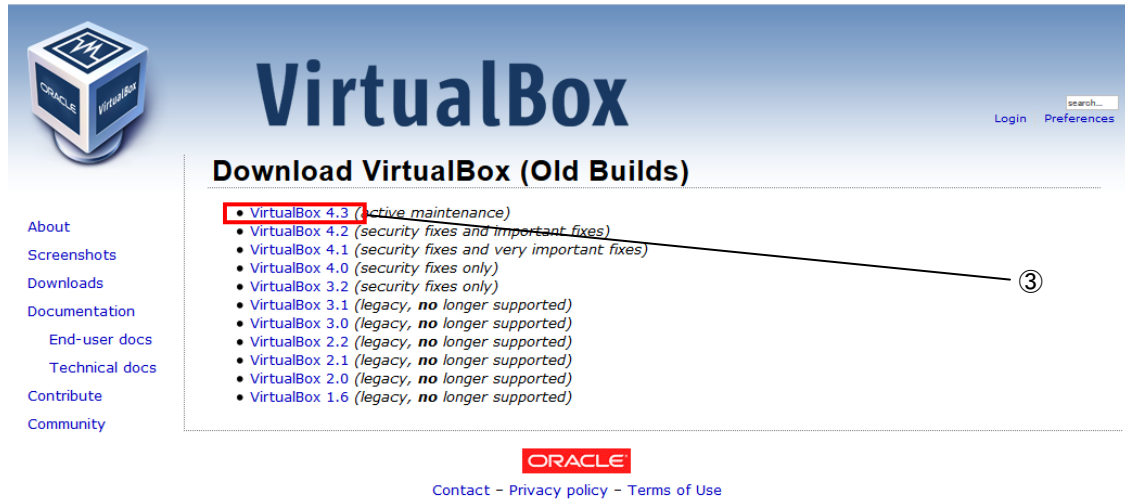 ORACLE
VirtualBox
VirtualBox
search...
Login Preferences
Download VirtualBox (Old Builds)
About
Screenshots
Downloads
Documentation
End-user docs
Technical docs
Contribute
Community
• VirtualBox 4.3 (active maintenance)
• VirtualBox 4.2 (security fixes and important fixes)
• VirtualBox 4.1 (security fixes and very important fixes)
• VirtualBox 4.0 (security fixes only)
• VirtualBox 3.2 (security fixes only)
• VirtualBox 3.1 (legacy, no longer supported)
• VirtualBox 3.0 (legacy, no longer supported)
• VirtualBox 2.2 (legacy, no longer supported)
• VirtualBox 2.1 (legacy, no longer supported)
• VirtualBox 2.0 (legacy, no longer supported)
• VirtualBox 1.6 (legacy, no longer supported)
③
ORACLE
Contact – Privacy policy – Terms of Use